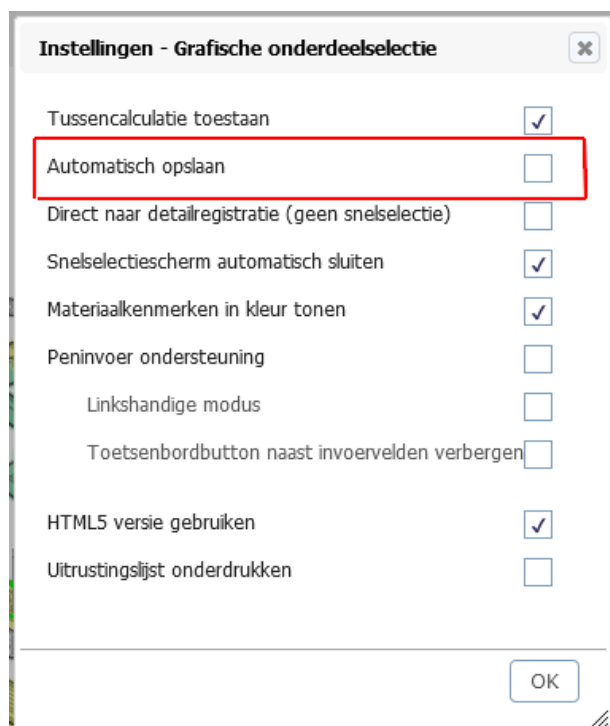 Instellingen - Grafische onderdeelselectie
Tussencalculatie toestaan
Automatisch opslaan
Direct naar detailregistratie (geen snelselectie)
Snelselectiescherm automatisch sluiten
Materiaalkenmerken in kleur tonen
Peninvoer ondersteuning
Linkshandige modus
Toetsenbordbutton naast invoervelden verbergen
HTML5 versie gebruiken
Uitrustingslijst onderdrukken
OK